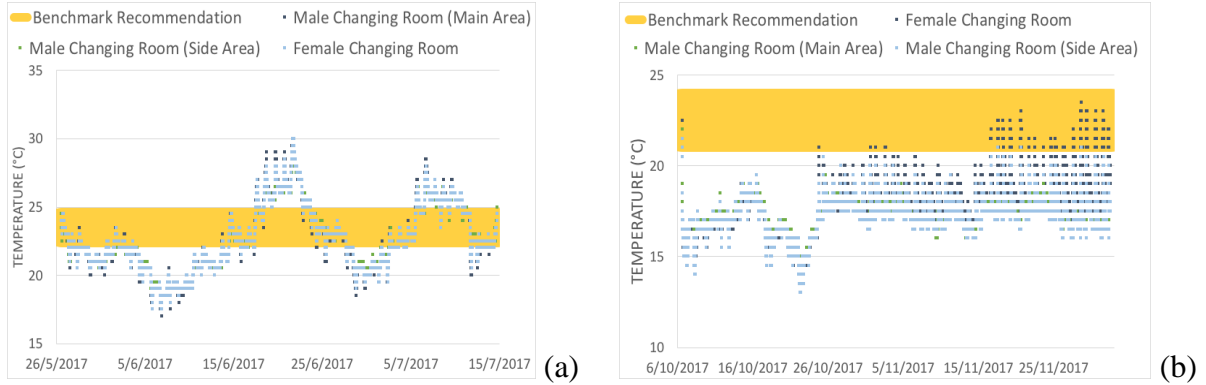 Benchmark Recommendation Male Changing Room (Main Area)
Male Changing Room (Side Area) Female Changing Room
35
30
25
20
15
TEMPERATURE (°C)
26/5/2017 5/6/2017 15/6/2017 25/6/2017 5/7/2017 15/7/2017
(a)
Benchmark Recommendation Female Changing Room
Male Changing Room (Main Area) Male Changing Room (Side Area)
25
20
15
10
TEMPERATURE (°C)
6/10/2017 16/10/2017 26/10/2017 5/11/2017 15/11/2017 25/11/2017
(b)